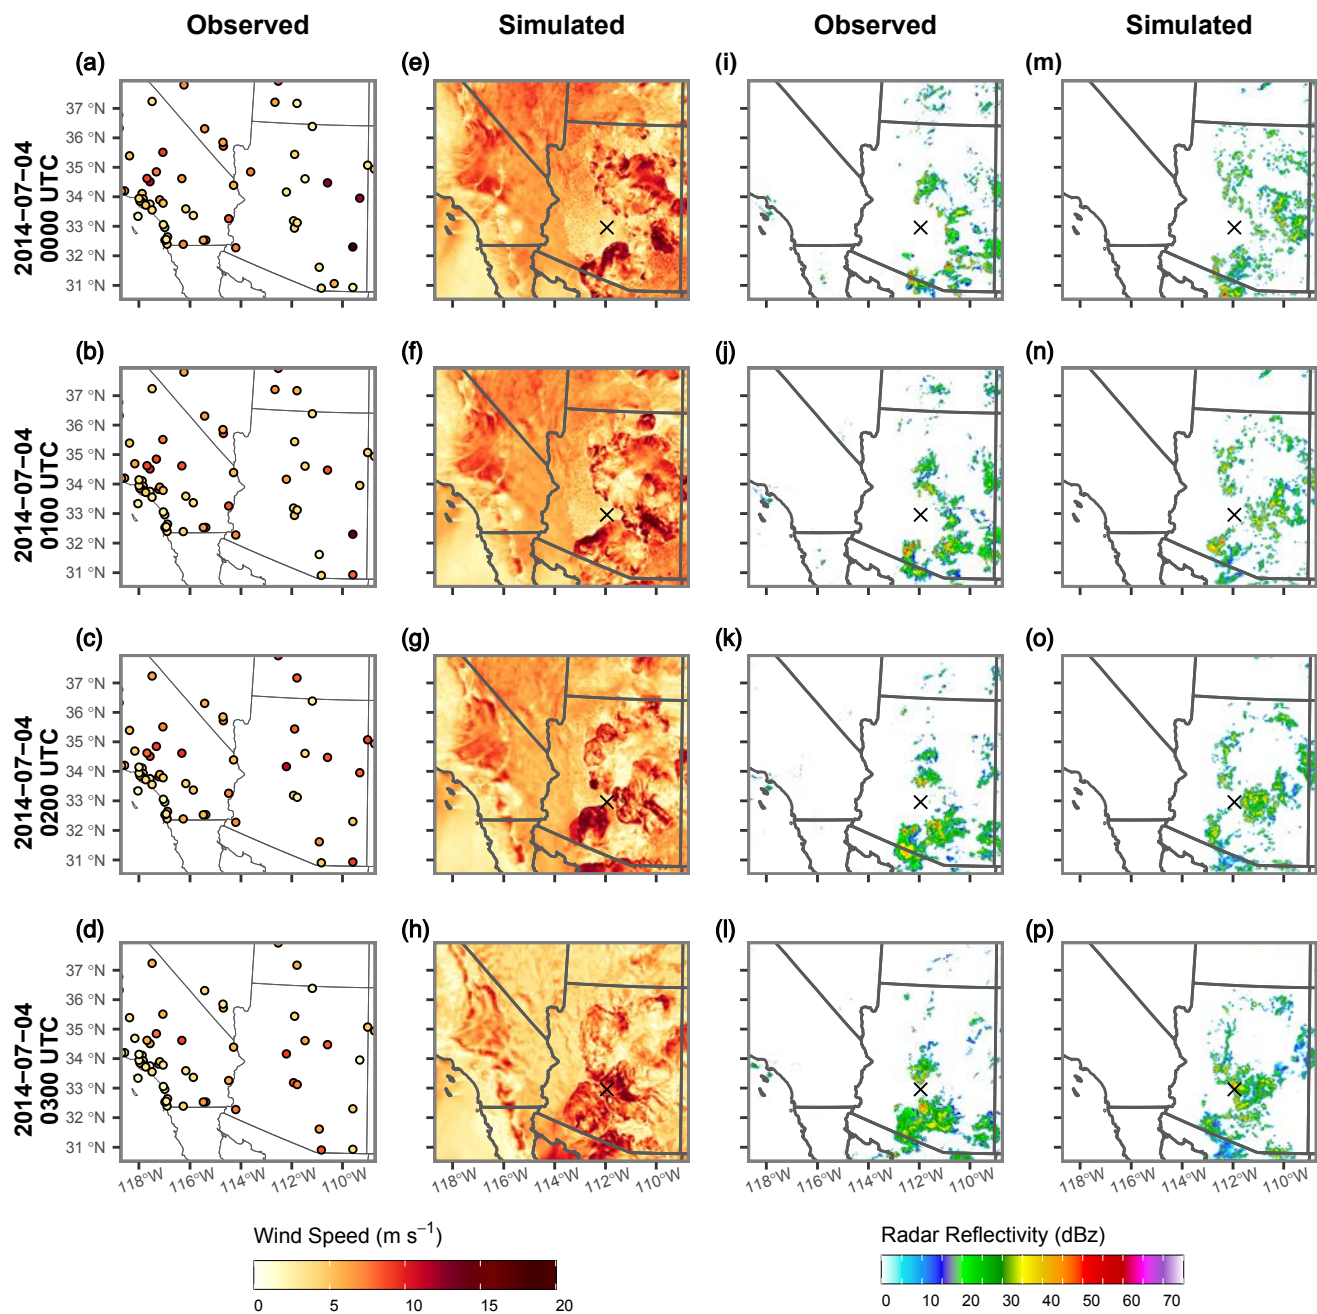 Observed Simulated Observed Simulated
(a) (e) (i) (m)
2014−07−04
0000 UTC
37 °N
36 °N
35 °N
34 °N
33 °N
32 °N
31 °N
(b) (f) (j) (n)
2014−07−04
0100 UTC
37 °N
36 °N
35 °N
34 °N
33 °N
32 °N
31 °N
(c) (g) (k) (o)
2014−07−04
0200 UTC
37 °N
36 °N
35 °N
34 °N
33 °N
32 °N
31 °N
(d) (h) (l) (p)
2014−07−04
0300 UTC
37 °N
36 °N
35 °N
34 °N
33 °N
32 °N
31 °N
118°W 116°W 114°W 112°W 110°W 118°W 116°W 114°W 112°W 110°W 118°W 116°W 114°W 112°W 110°W 118°W 116°W 114°W 112°W 110°W
Wind Speed (m s−1)
0 5 10 15 20
Radar Reflectivity (dBz)
0 10 20 30 40 50 60 70